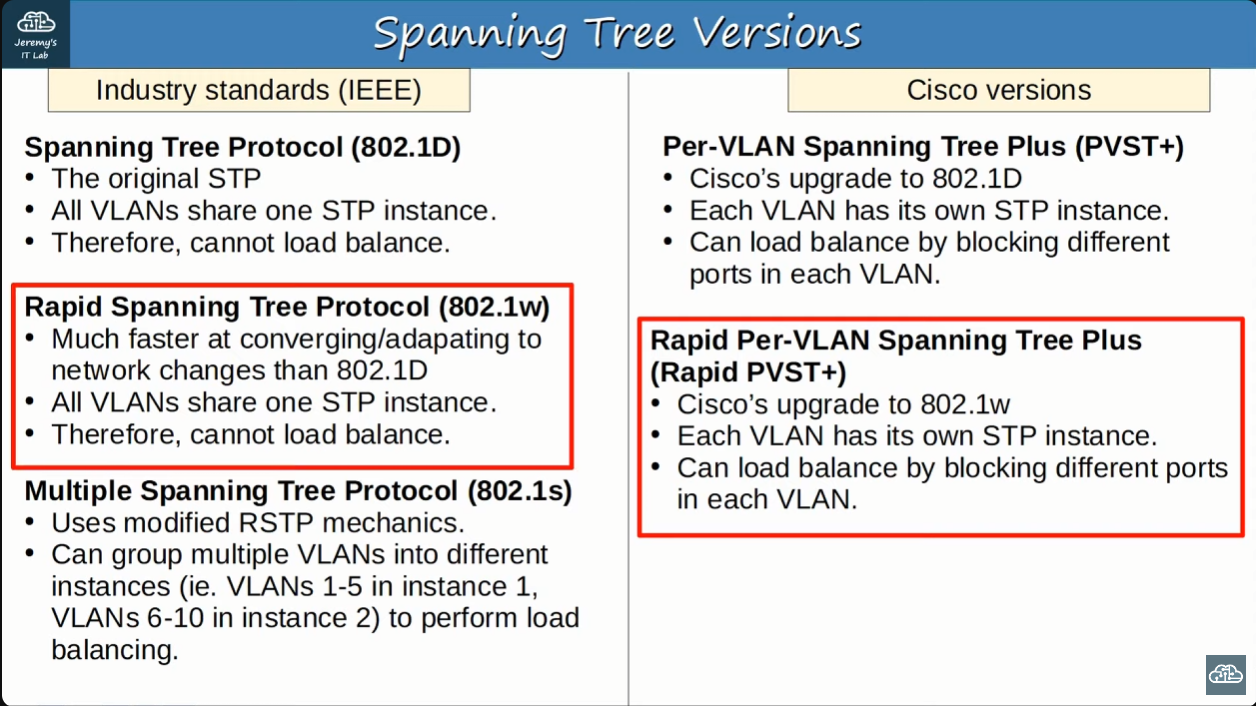 Jeremy's
IT Lab
Spanning Tree Versions
Industry standards (IEEE)
Spanning Tree Protocol (802.1D)
• The original STP
• All VLANs share one STP instance.
• Therefore, cannot load balance.
Rapid Spanning Tree Protocol (802.1w)
• Much faster at converging/adapating to
network changes than 802.1D
• All VLANs share one STP instance.
• Therefore, cannot load balance.
Multiple Spanning Tree Protocol (802.1s)
• Uses modified RSTP mechanics.
• Can group multiple VLANs into different
instances (ie. VLANs 1-5 in instance 1,
VLANs 6-10 in instance 2) to perform load
balancing.
Cisco versions
Per-VLAN Spanning Tree Plus (PVST+)
• Cisco’s upgrade to 802.1D
• Each VLAN has its own STP instance.
• Can load balance by blocking different
ports in each VLAN.
Rapid Per-VLAN Spanning Tree Plus
(Rapid PVST+)
• Cisco’s upgrade to 802.1w
• Each VLAN has its own STP instance.
• Can load balance by blocking different ports
in each VLAN.